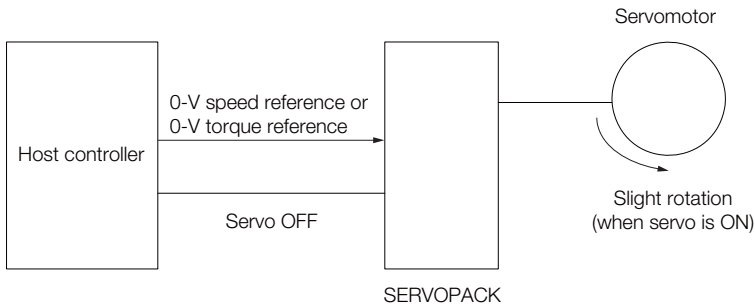 Servomotor
0-V speed reference or
0-V torque reference
Host controller
Servo OFF
Slight rotation
(when servo is ON)
SERVOPACK